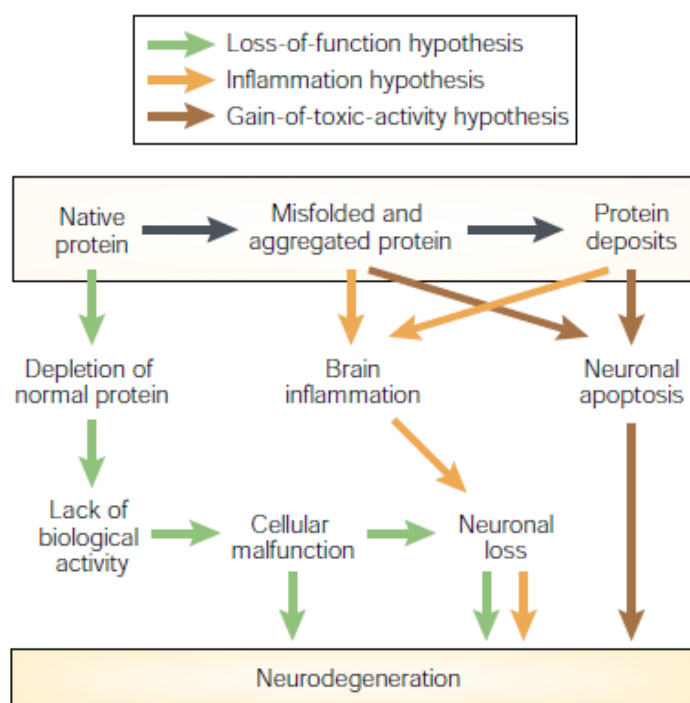 Loss-of-function hypothesis
Inflammation hypothesis
Gain-of-toxic-activity hypothesis
Native
protein
Misfolded and
aggregated protein
Protein
deposits
Depletion of
normal protein
Brain
inflammation
Neuronal
apoptosis
Lack of
biological
activity
Cellular
malfunction
Neuronal
loss
Neurodegeneration